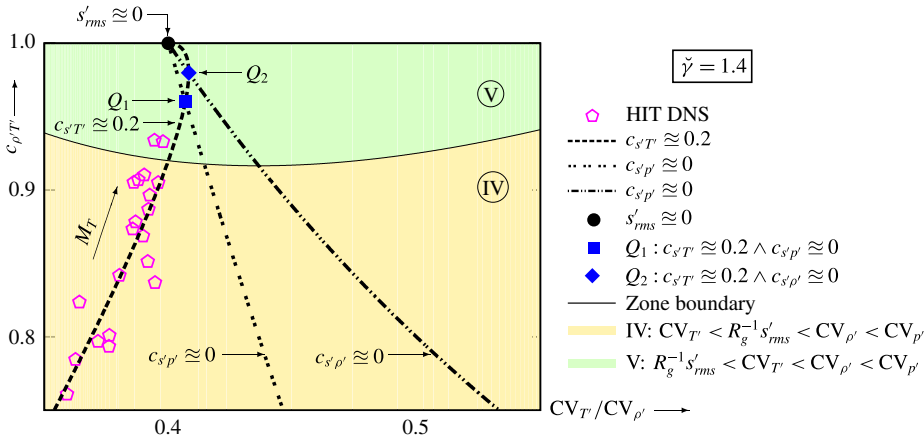 s′rms ≊ 0
1.0
0.9
0.8
cρ′T′ ⟶
Q2
Q1
cs′T′ ≊ 0.2
V
IV
MT
cs′p′ ≊ 0
cs′ρ′ ≊ 0
0.4
0.5
CVT′/CVρ′ ⟶
γ̆ = 1.4
HIT DNS
cs′T′ ≊ 0.2
cs′p′ ≊ 0
cs′p′ ≊ 0
s′rms ≊ 0
Q1 : cs′T′ ≊ 0.2 ∧ cs′p′ ≊ 0
Q2 : cs′T′ ≊ 0.2 ∧ cs′ρ′ ≊ 0
Zone boundary
IV: CVT′ < Rg−1s′rms < CVρ′ < CVp′
V: Rg−1s′rms < CVT′ < CVρ′ < CVp′